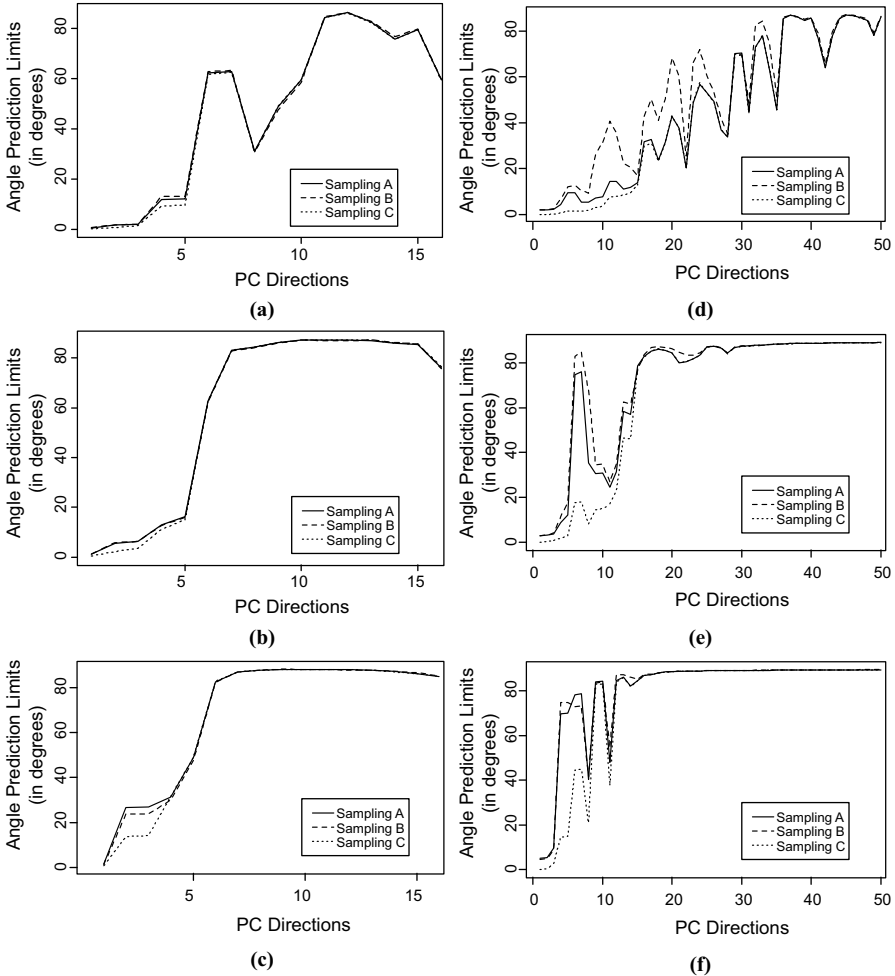 Angle Prediction Limits
(in degrees)
0 20 40 60 80
Sampling A
Sampling B
Sampling C
5 10 15
PC Directions
(a)
Angle Prediction Limits
(in degrees)
0 20 40 60 80
Sampling A
Sampling B
Sampling C
0 10 20 30 40 50
PC Directions
(d)
Angle Prediction Limits
(in degrees)
0 20 40 60 80
Sampling A
Sampling B
Sampling C
5 10 15
PC Directions
(b)
Angle Prediction Limits
(in degrees)
0 20 40 60 80
Sampling A
Sampling B
Sampling C
0 10 20 30 40 50
PC Directions
(e)
Angle Prediction Limits
(in degrees)
0 20 40 60 80
Sampling A
Sampling B
Sampling C
5 10 15
PC Directions
(c)
Angle Prediction Limits
(in degrees)
0 20 40 60 80
Sampling A
Sampling B
Sampling C
0 10 20 30 40 50
PC Directions
(f)